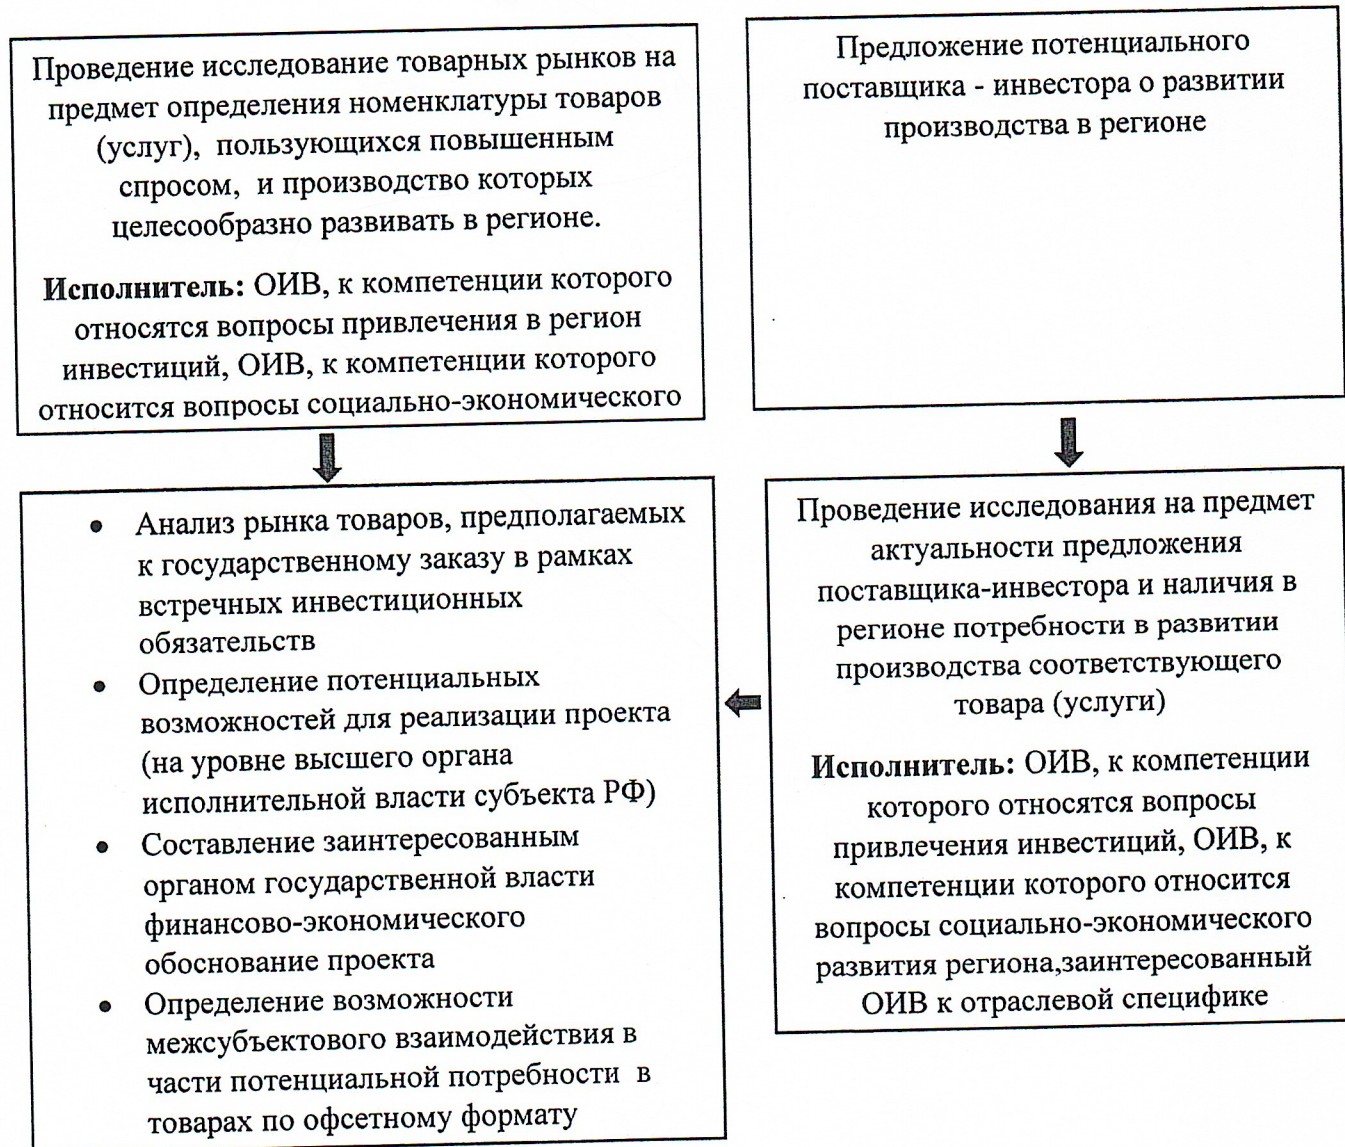 Проведение исследование товарных рынков на
предмет определения номенклатуры товаров
(услуг), пользующихся повышенным
спросом, и производство которых
целесообразно развивать в регионе.
Исполнитель: ОИВ, к компетенции которого
относятся вопросы привлечения в регион
инвестиций, ОИВ, к компетенции которого
относится вопросы социально-экономического
Предложение потенциального
поставщика - инвестора о развитии
производства в регионе
• Анализ рынка товаров, предполагаемых
к государственному заказу в рамках
встречных инвестиционных
обязательств
• Определение потенциальных
возможностей для реализации проекта
(на уровне высшего органа
исполнительной власти субъекта РФ)
• Составление заинтересованным
органом государственной власти
финансово-экономического
обоснование проекта
• Определение возможности
межсубъектового взаимодействия в
части потенциальной потребности в
товарах по офсетному формату
Проведение исследования на предмет
актуальности предложения
поставщика-инвестора и наличия в
регионе потребности в развитии
производства соответствующего
товара (услуги)
Исполнитель: ОИВ, к компетенции
которого относятся вопросы
привлечения инвестиций, ОИВ, к
компетенции которого относится
вопросы социально-экономического
развития региона,заинтересованный
ОИВ к отраслевой специфике